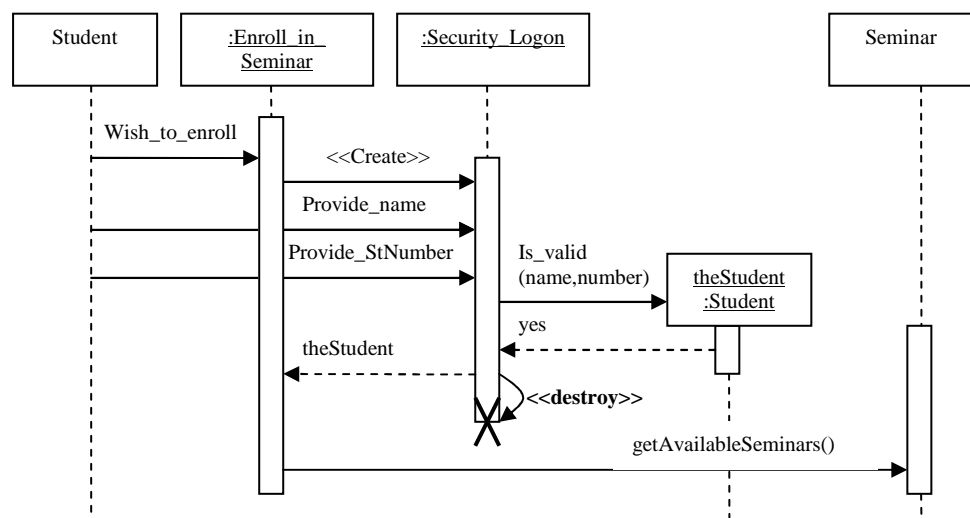 Student
:Enroll_in_
Seminar
:Security_Logon
Seminar
Wish_to_enroll
<<Create>>
Provide_name
Provide_StNumber
Is_valid
(name,number)
theStudent
:Student
yes
theStudent
<<destroy>>
getAvailableSeminars()